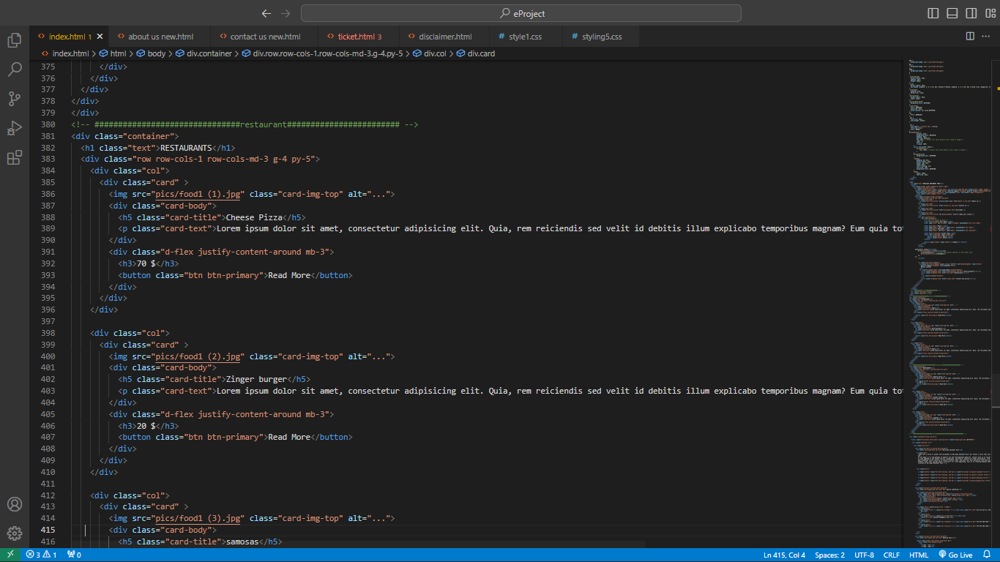 eProject
index.html 1
about us new.html
contact us new.html
ticket.html 3
disclaimer.html
# style1.css
# styling5.css
index.html > html > body > div.container > div.row.row-cols-1.row-cols-md-3.g-4.py-5 > div.col > div.card
375 </div>
376 </div>
377 </div>
378 </div>
379 </div>
380 <!-- ###############################restaurant######################## -->
381 <div class="container">
382 <h1 class="text">RESTAURANTS</h1>
383 <div class="row row-cols-1 row-cols-md-3 g-4 py-5">
384 <div class="col">
385 <div class="card" >
386 <img src="pics/food1 (1).jpg" class="card-img-top" alt="...">
387 <div class="card-body">
388 <h5 class="card-title">Cheese Pizza</h5>
389 <p class="card-text">Lorem ipsum dolor sit amet, consectetur adipisicing elit. Quia, rem reiciendis sed velit id debitis illum explicabo temporibus magnam? Eum quia tot
390 </div>
391 <div class="d-flex justify-content-around mb-3">
392 <h3>70 $</h3>
393 <button class="btn btn-primary">Read More</button>
394 </div>
395 </div>
396 </div>
397
398 <div class="col">
399 <div class="card" >
400 <img src="pics/food1 (2).jpg" class="card-img-top" alt="...">
401 <div class="card-body">
402 <h5 class="card-title">Zinger burger</h5>
403 <p class="card-text">Lorem ipsum dolor sit amet, consectetur adipisicing elit. Quia, rem reiciendis sed velit id debitis illum explicabo temporibus magnam? Eum quia tot
404 </div>
405 <div class="d-flex justify-content-around mb-3">
406 <h3>20 $</h3>
407 <button class="btn btn-primary">Read More</button>
408 </div>
409 </div>
410 </div>
411
412 <div class="col">
413 <div class="card" >
414 <img src="pics/food1 (3).jpg" class="card-img-top" alt="...">
415 <div class="card-body">
416 <h5 class="card-title">samosas</h5>
3 1 0 Ln 415, Col 4 Spaces: 2 UTF-8 CRLF HTML Go Live